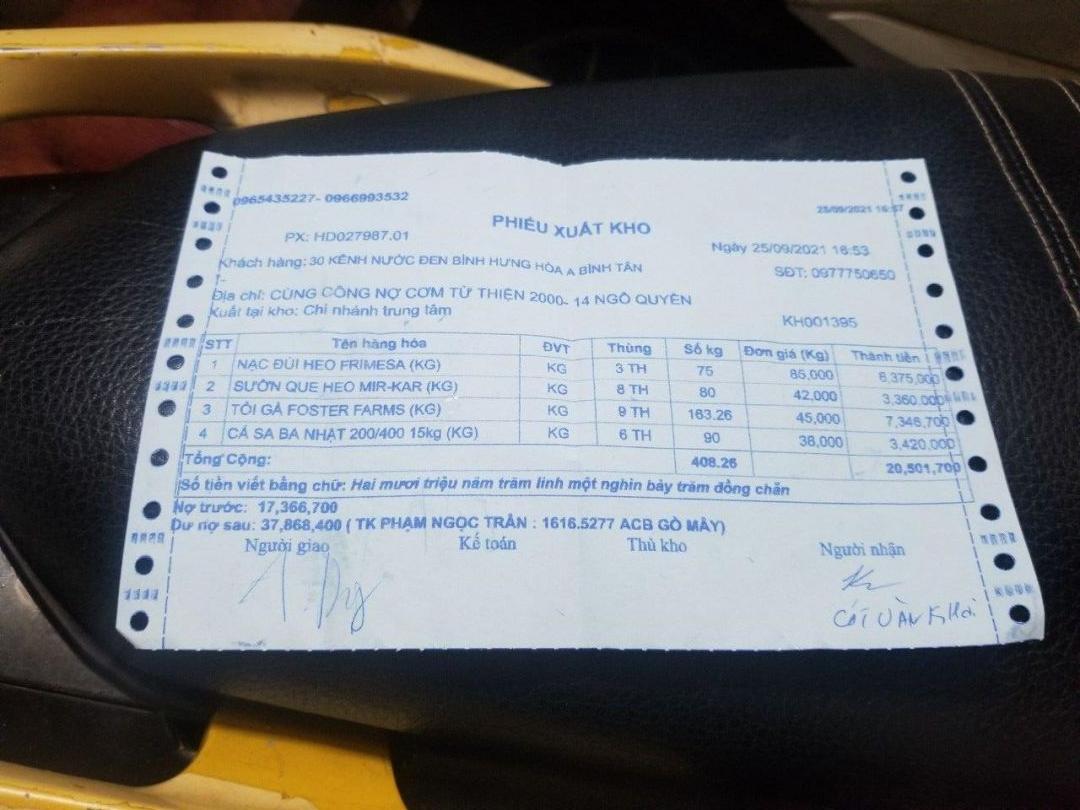 0965435227- 0966993532
25/09/2021 16:57
PHIẾU XUẤT KHO
PX: HD027987.01
Ngày 25/09/2021 16:53
Khách hàng: 30 KÊNH NƯỚC ĐEN BÌNH HƯNG HÒA A BÌNH TÂN
SĐT: 0977750650
T-
Địa chỉ: CÙNG CÔNG NỢ CƠM TỪ THIỆN 2000- 14 NGÔ QUYỀN
Xuất tại kho: Chi nhánh trung tâm
KH001395
STT Tên hàng hóa ĐVT Thùng Số kg Đơn giá (Kg) Thành tiền
1 NẠC ĐÙI HEO FRIMESA (KG) KG 3 TH 75 85,000 6,375,000
2 SƯỜN QUE HEO MIR-KAR (KG) KG 8 TH 80 42,000 3,360,000
3 TỎI GÀ FOSTER FARMS (KG) KG 9 TH 163.26 45,000 7,346,700
4 CÁ SA BA NHẬT 200/400 15kg (KG) KG 6 TH 90 38,000 3,420,000
Tổng Cộng: 408.26 20,501,700
Số tiền viết bằng chữ: Hai mươi triệu năm trăm linh một nghìn bảy trăm đồng chẵn
Nợ trước: 17,366,700
Dư nợ sau: 37,868,400 ( TK PHẠM NGỌC TRÂN : 1616.5277 ACB GÒ MÂY)
Người giao Kế toán Thủ kho Người nhận
CÁT VĂN KHải